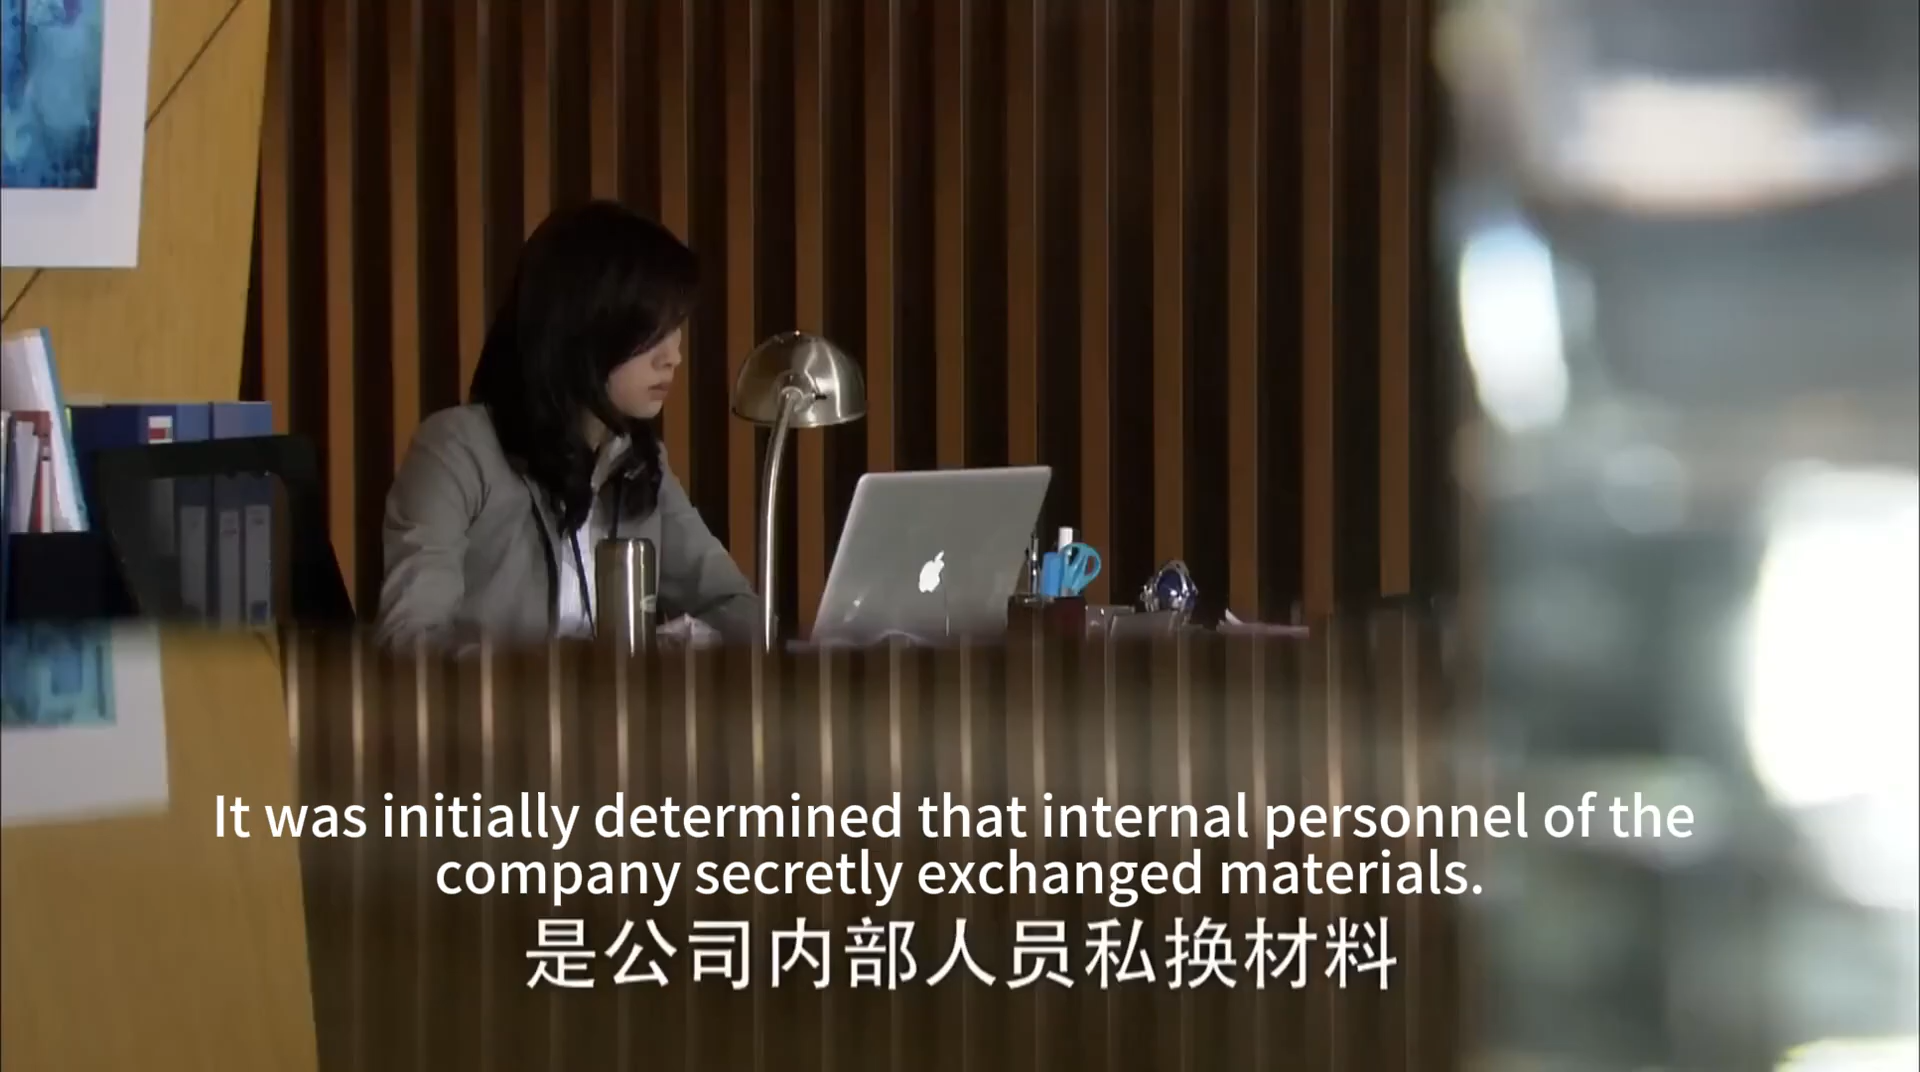 It was initially determined that internal personnel of the
company secretly exchanged materials.
是公司内部人员私换材料